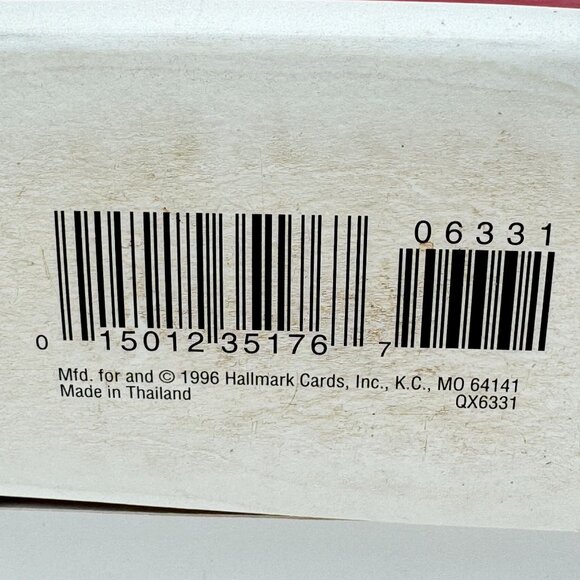 06331
0 15012 35176 7
Mfd. for and © 1996 Hallmark Cards, Inc., K.C., MO 64141
Made in Thailand QX6331